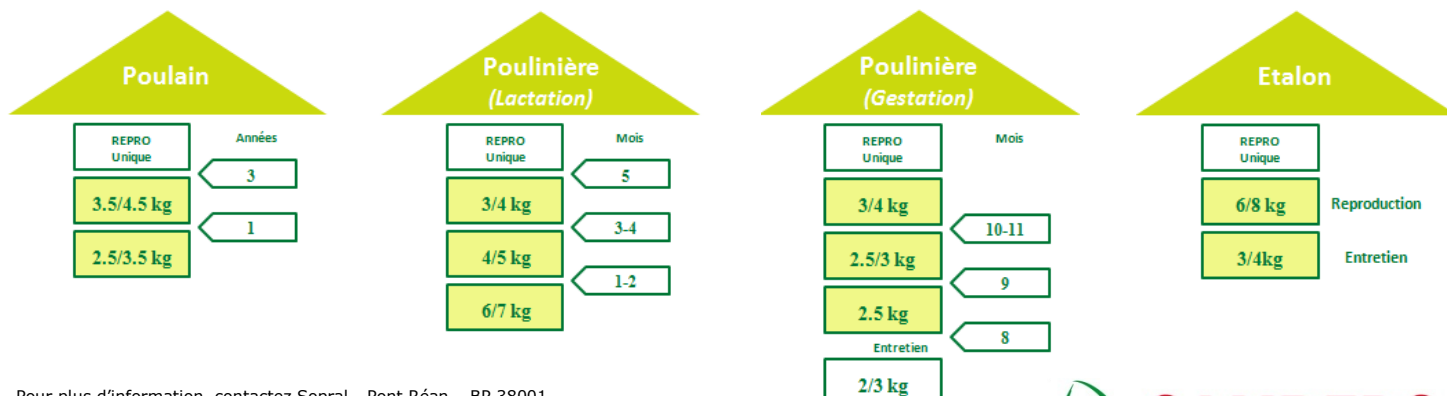 Poulain
REPRO
Unique
Années
3
3.5/4.5 kg
1
2.5/3.5 kg
Poulinière
(Lactation)
REPRO
Unique
Mois
5
3/4 kg
3-4
4/5 kg
1-2
6/7 kg
Poulinière
(Gestation)
REPRO
Unique
Mois
3/4 kg
10-11
2.5/3 kg
9
2.5 kg
8
Entretien
2/3 kg
Etalon
REPRO
Unique
6/8 kg
Reproduction
3/4kg
Entretien